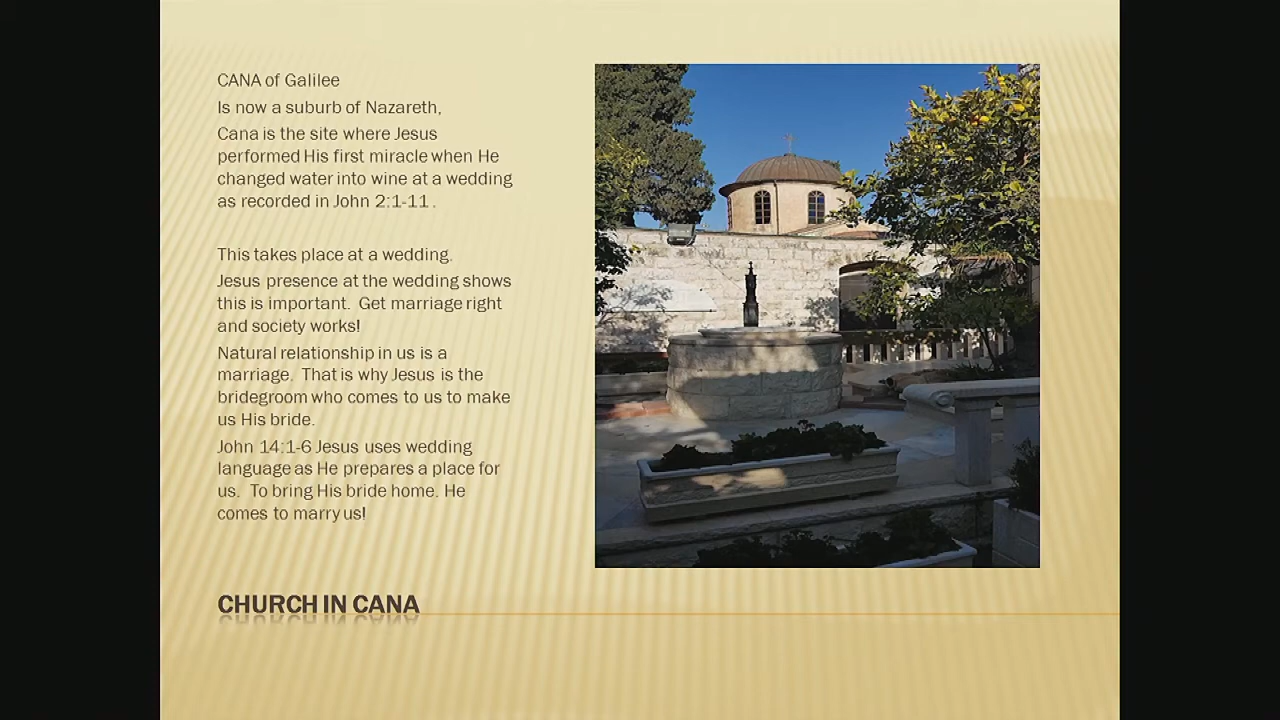 CANA of Galilee
Is now a suburb of Nazareth,
Cana is the site where Jesus
performed His first miracle when He
changed water into wine at a wedding
as recorded in John 2:1-11 .
This takes place at a wedding.
Jesus presence at the wedding shows
this is important.  Get marriage right
and society works!
Natural relationship in us is a
marriage.  That is why Jesus is the
bridegroom who comes to us to make
us His bride.
John 14:1-6 Jesus uses wedding
language as He prepares a place for
us.  To bring His bride home. He
comes to marry us!
CHURCH IN CANA